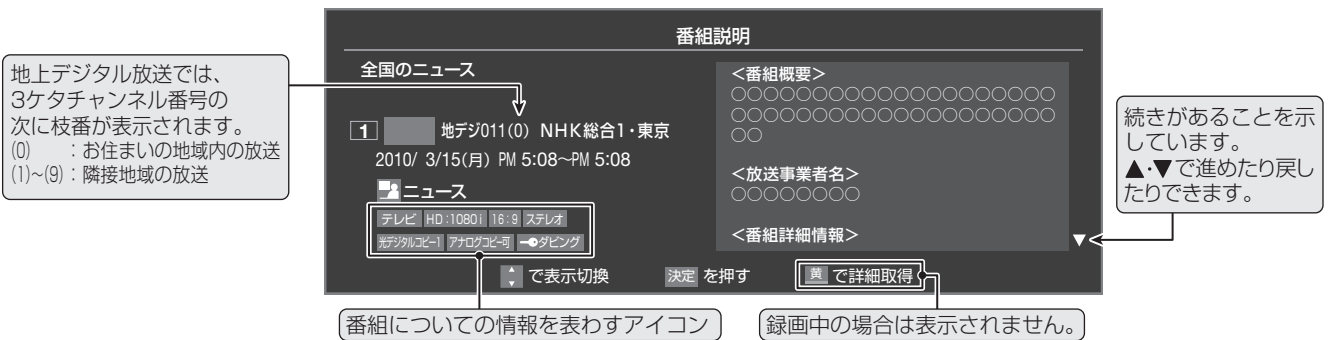 番組説明
地上デジタル放送では、
3ケタチャンネル番号の
次に枝番が表示されます。
(0) :お住まいの地域内の放送
(1)~(9):隣接地域の放送
全国のニュース
1 地デジ011(0) NHK総合1・東京
2010/ 3/15(月) PM 5:08~PM 5:08
ニュース
テレビ HD:1080i 16:9 ステレオ
光デジタルコピー1 アナログコピー可 ダビング
<番組概要>
○○○○○○○○○○○○○○○○○○○○
○○○○○○○○○○○○○○○○○○○○
○○
<放送事業者名>
○○○○○○○○
<番組詳細情報>
▼
続きがあることを示
しています。
▲・▼で進めたり戻し
たりできます。
で表示切換 決定 を押す 黄 で詳細取得
番組についての情報を表わすアイコン
録画中の場合は表示されません。